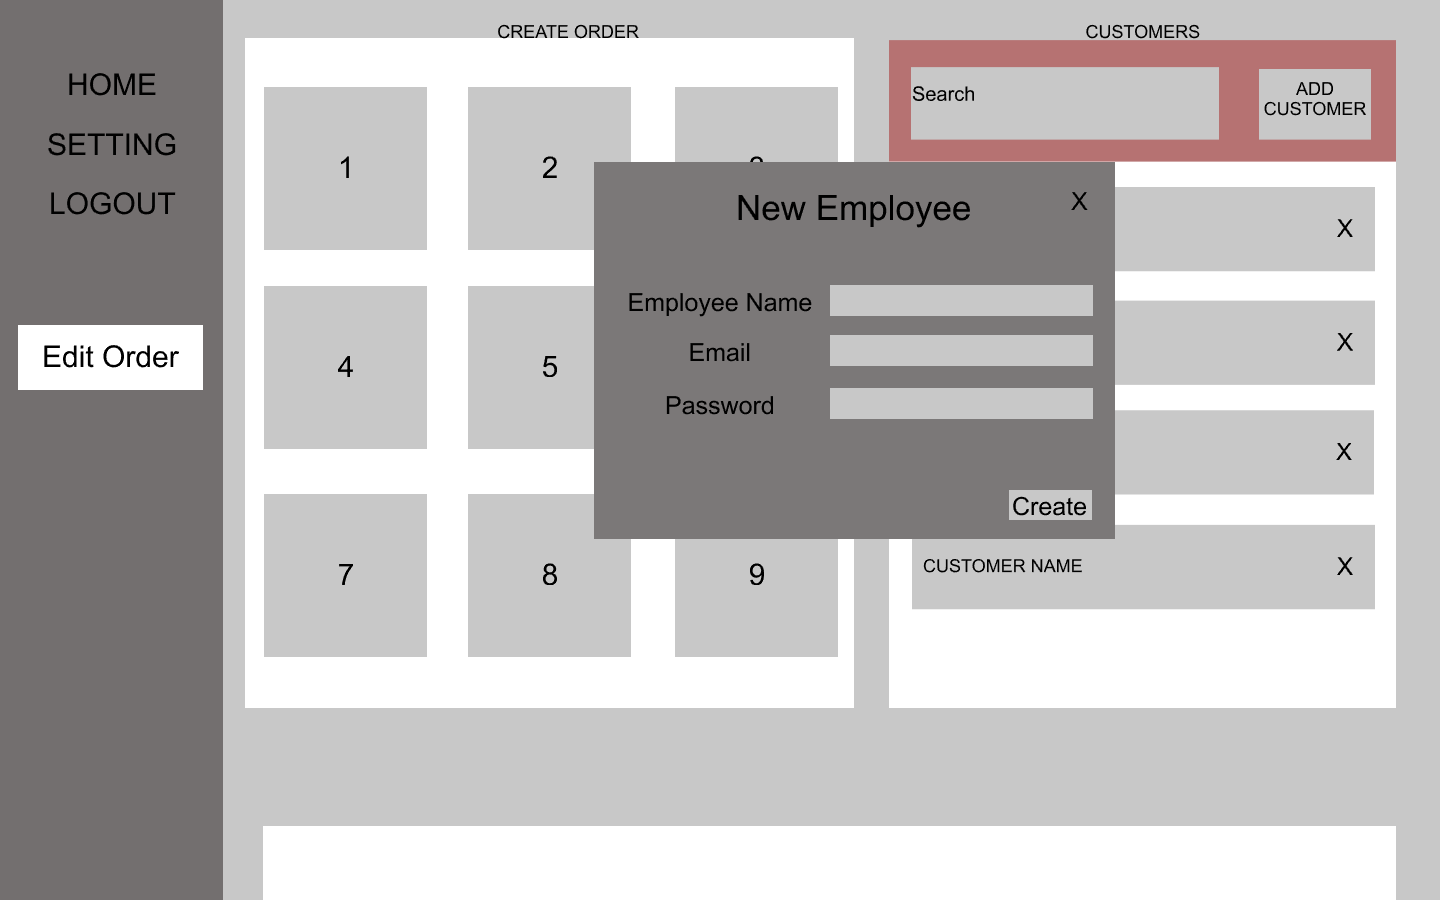 HOME
SETTING
LOGOUT
Edit Order
CREATE ORDER
1
2
4
5
7
8
9
CUSTOMERS
Search
ADD
CUSTOMER
X
X
X
CUSTOMER NAME X
New Employee X
Employee Name
Email
Password
Create